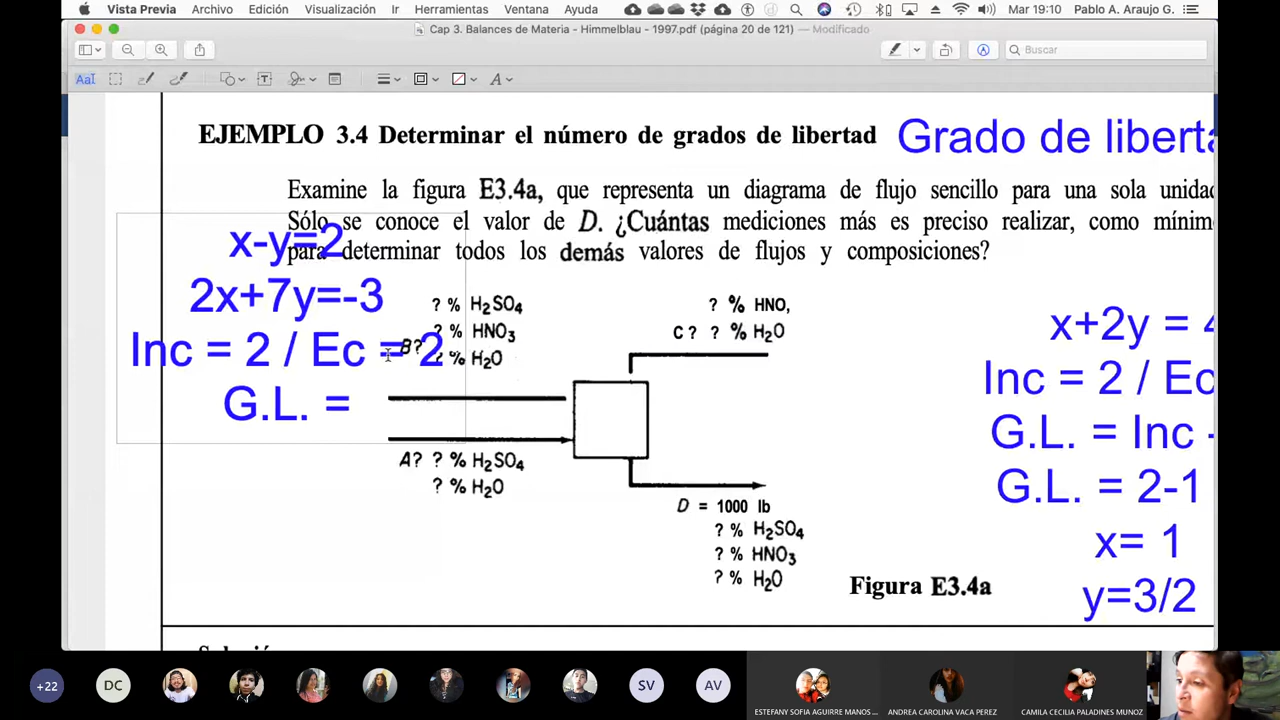 Vista Previa Archivo Edición Visualización Ir Herramientas Ventana Ayuda Mar 19:10 Pablo A. Araujo G.
Cap 3. Balances de Materia - Himmelblau - 1997.pdf (página 20 de 121) — Modificado
Buscar
AaI T A
EJEMPLO 3.4 Determinar el número de grados de libertad
Grado de liberta
Examine la figura E3.4a, que representa un diagrama de flujo sencillo para una sola unida
Sólo se conoce el valor de D. ¿Cuántas mediciones más es preciso realizar, como mínim
para determinar todos los demás valores de flujos y composiciones?
x-y=2
2x+7y=-3
Inc = 2 / Ec = 2
G.L. =
? % H2SO4
? % HNO3
B? ? % H2O
? % HNO,
C ? ? % H2O
A? ? % H2SO4
? % H2O
D = 1000 lb
? % H2SO4
? % HNO3
? % H2O
Figura E3.4a
x+2y = 4
Inc = 2 / Ec
G.L. = Inc -
G.L. = 2-1
x= 1
y=3/2
+22 DC SV AV
ESTEFANY SOFIA AGUIRRE MANOS ... ANDREA CAROLINA VACA PEREZ CAMILA CECILIA PALADINES MUNOZ